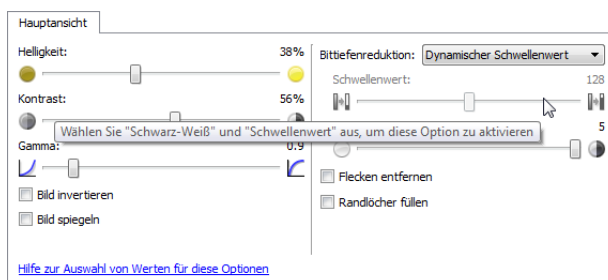 Hauptansicht
Helligkeit: 38%
Kontrast: 56%
Wählen Sie "Schwarz-Weiß" und "Schwellenwert" aus, um diese Option zu aktivieren
Gamma: 0.9
Bild invertieren
Bild spiegeln
Hilfe zur Auswahl von Werten für diese Optionen
Bittiefenreduktion: Dynamischer Schwellenwert
Schwellenwert: 128
5
Flecken entfernen
Randlöcher füllen